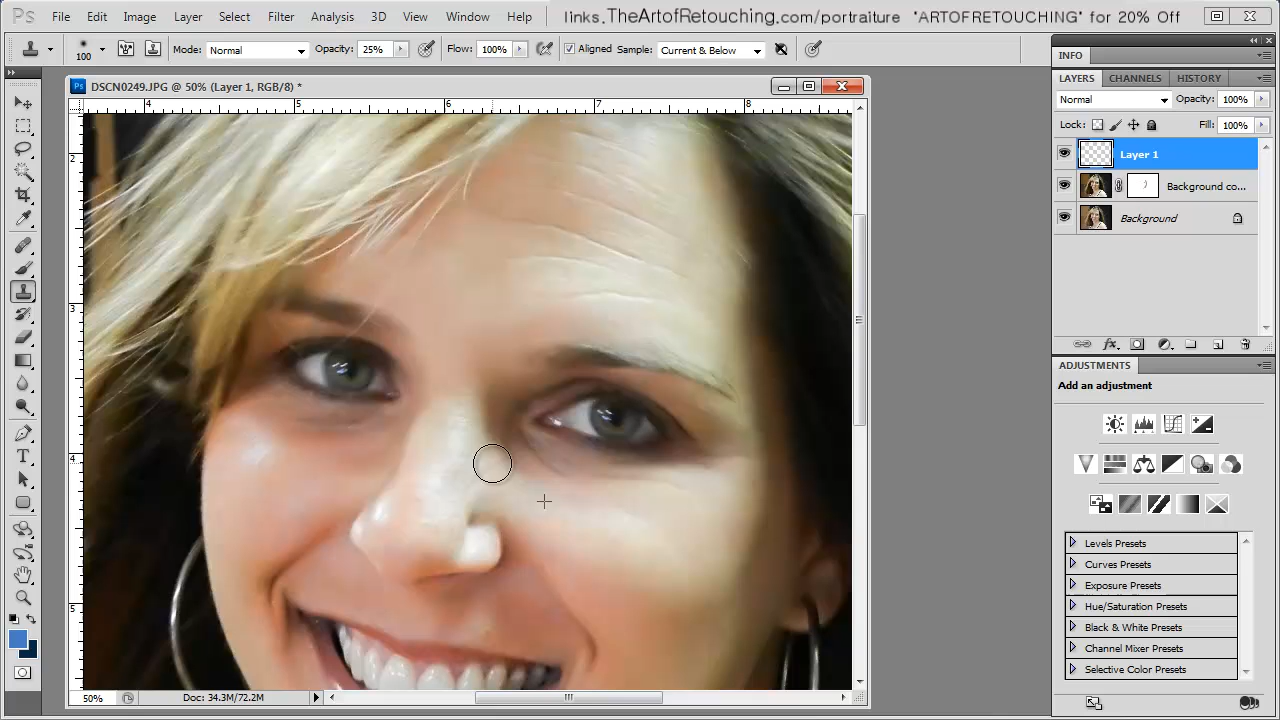 Ps File Edit Image Layer Select Filter Analysis 3D View Window Help links.TheArtofRetouching.com/portraiture "ARTOFRETOUCHING" for 20% Off
100 Mode: Normal Opacity: 25% Flow: 100% Aligned Sample: Current & Below
INFO
LAYERS CHANNELS HISTORY
Normal Opacity: 100%
Lock: Fill: 100%
Layer 1
Background co...
Background
ADJUSTMENTS
Add an adjustment
Levels Presets
Curves Presets
Exposure Presets
Hue/Saturation Presets
Black & White Presets
Channel Mixer Presets
Selective Color Presets
Ps DSCN0249.JPG @ 50% (Layer 1, RGB/8) *
4 5 6 7 8
2
3
4
5
50% Doc: 34.3M/72.2M